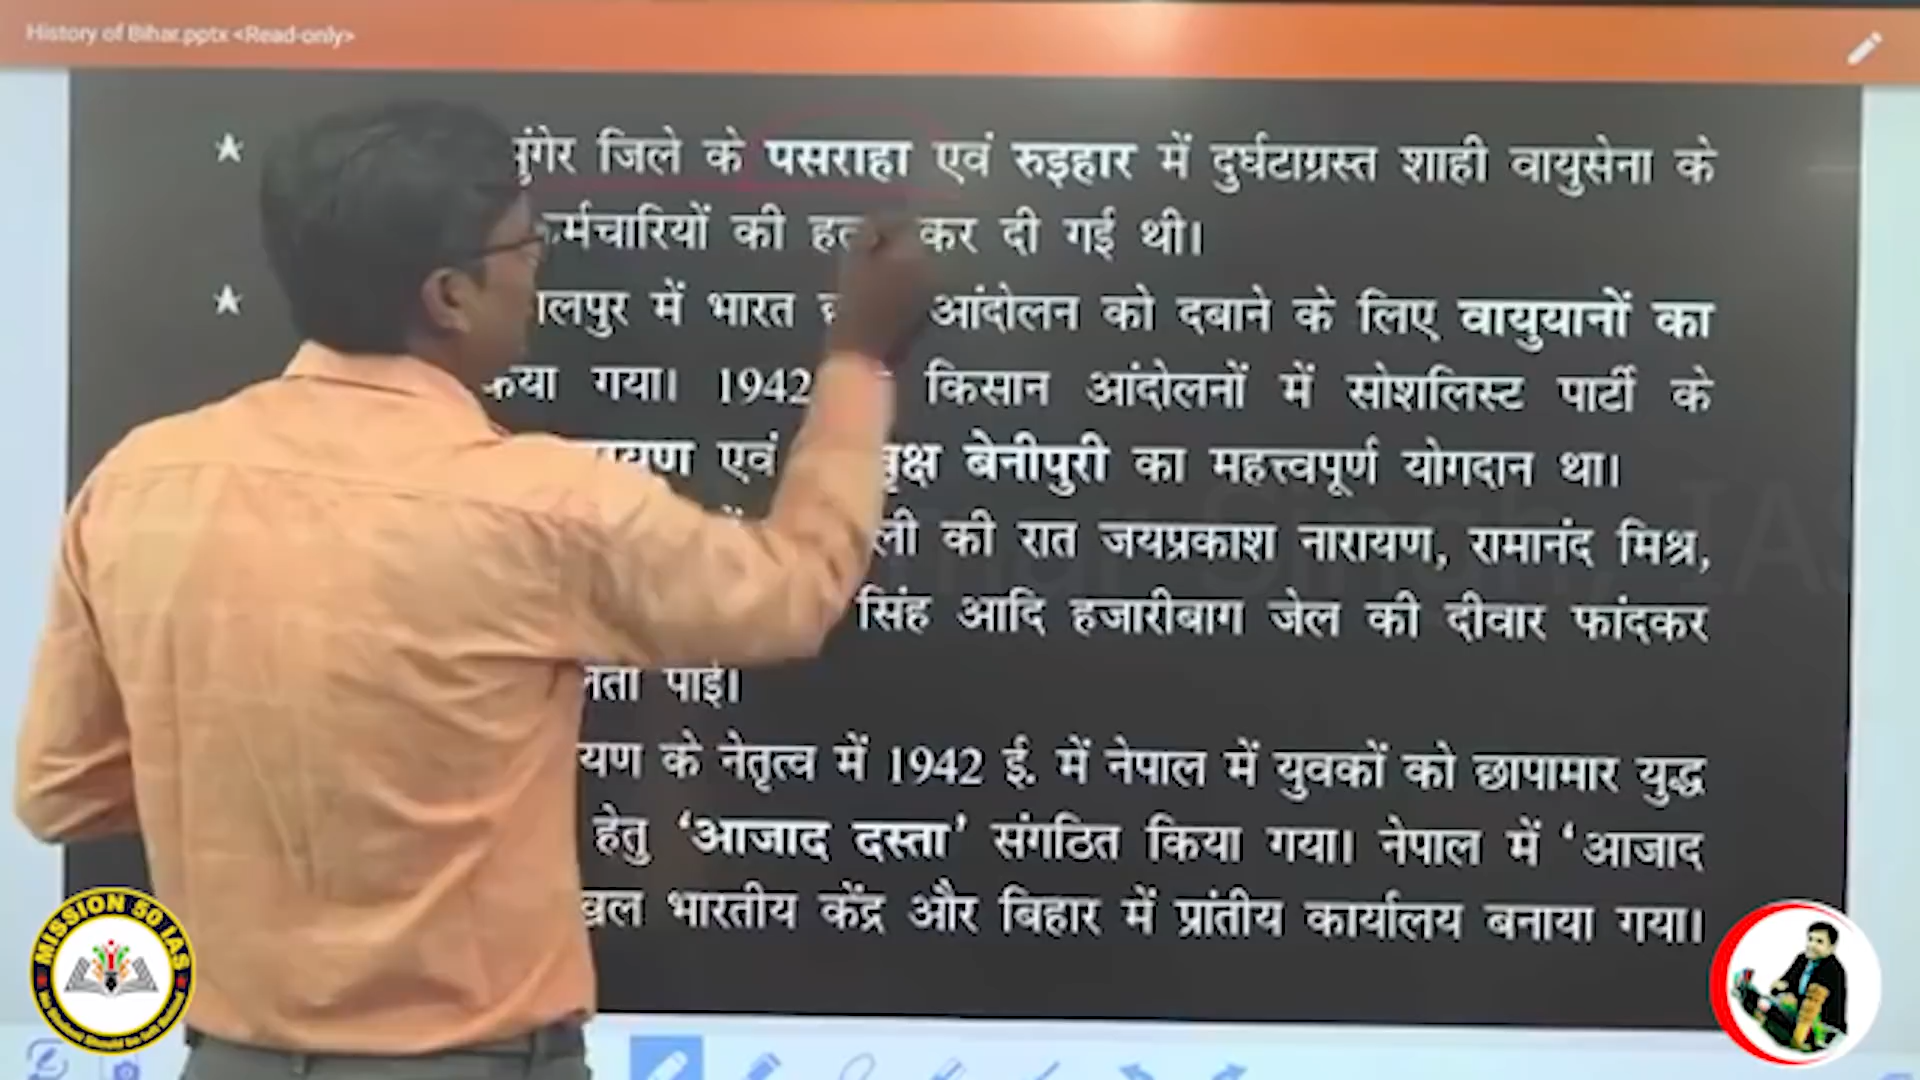 History of Bihar.pptx <Read-only>
मुंगेर जिले के पसराहा एवं रुइहार में दुर्घटाग्रस्त शाही वायुसेना के
कर्मचारियों की कर दी गई थी।
में भारत आंदोलन को दबाने के लिए वायुयानों का
गया। 1942 किसान आंदोलनों में सोशलिस्ट पार्टी के
एवं बेनीपुरी का महत्त्वपूर्ण योगदान था।
की रात जयप्रकाश नारायण, रामानंद मिश्र,
सिंह आदि हजारीबाग जेल की दीवार फांदकर
पाई।
के नेतृत्व में 1942 ई. में नेपाल में युवकों को छापामार युद्ध
हेतु ‘आजाद दस्ता’ संगठित किया गया। नेपाल में ‘आजाद
भारतीय केंद्र और बिहार में प्रांतीय कार्यालय बनाया गया।
MISSION 50 IAS